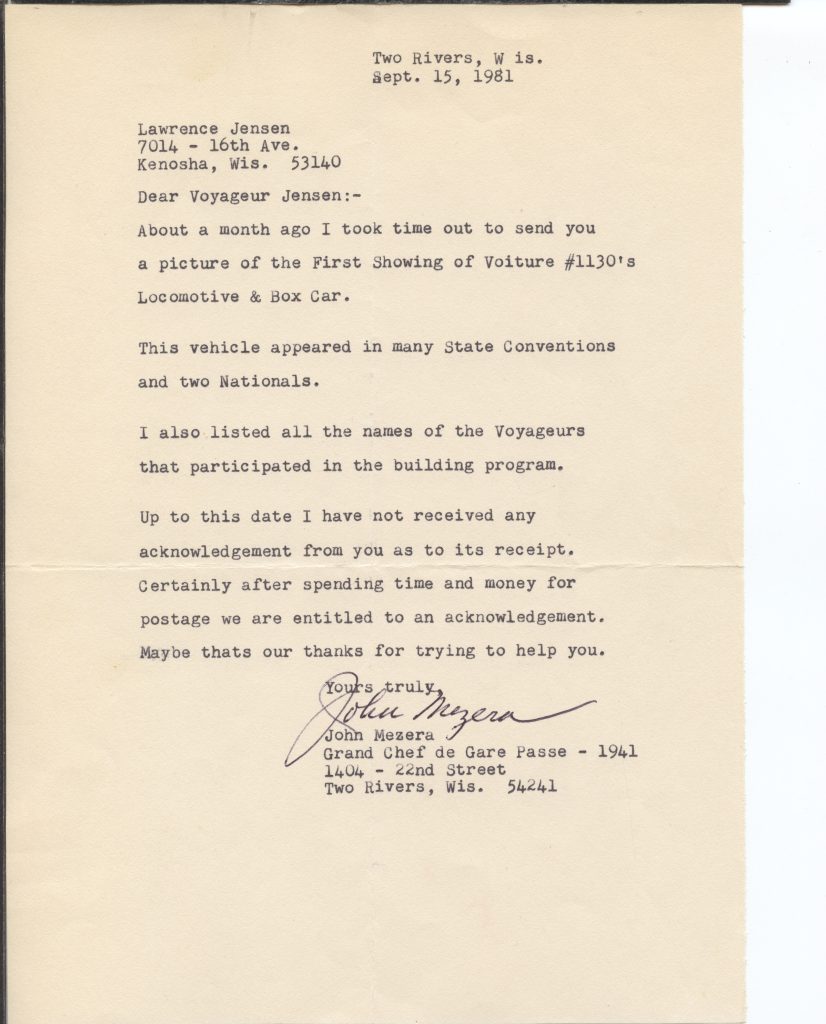 Two Rivers, W is.
Sept. 15, 1981
Lawrence Jensen
7014 - 16th Ave.
Kenosha, Wis. 53140
Dear Voyageur Jensen:-
About a month ago I took time out to send you
a picture of the First Showing of Voiture #1130's
Locomotive & Box Car.
This vehicle appeared in many State Conventions
and two Nationals.
I also listed all the names of the Voyageurs
that participated in the building program.
Up to this date I have not received any
acknowledgement from you as to its receipt.
Certainly after spending time and money for
postage we are entitled to an acknowledgement.
Maybe thats our thanks for trying to help you.
Yours truly,
John Mezera
John Mezera
Grand Chef de Gare Passe - 1941
1404 - 22nd Street
Two Rivers, Wis. 54241